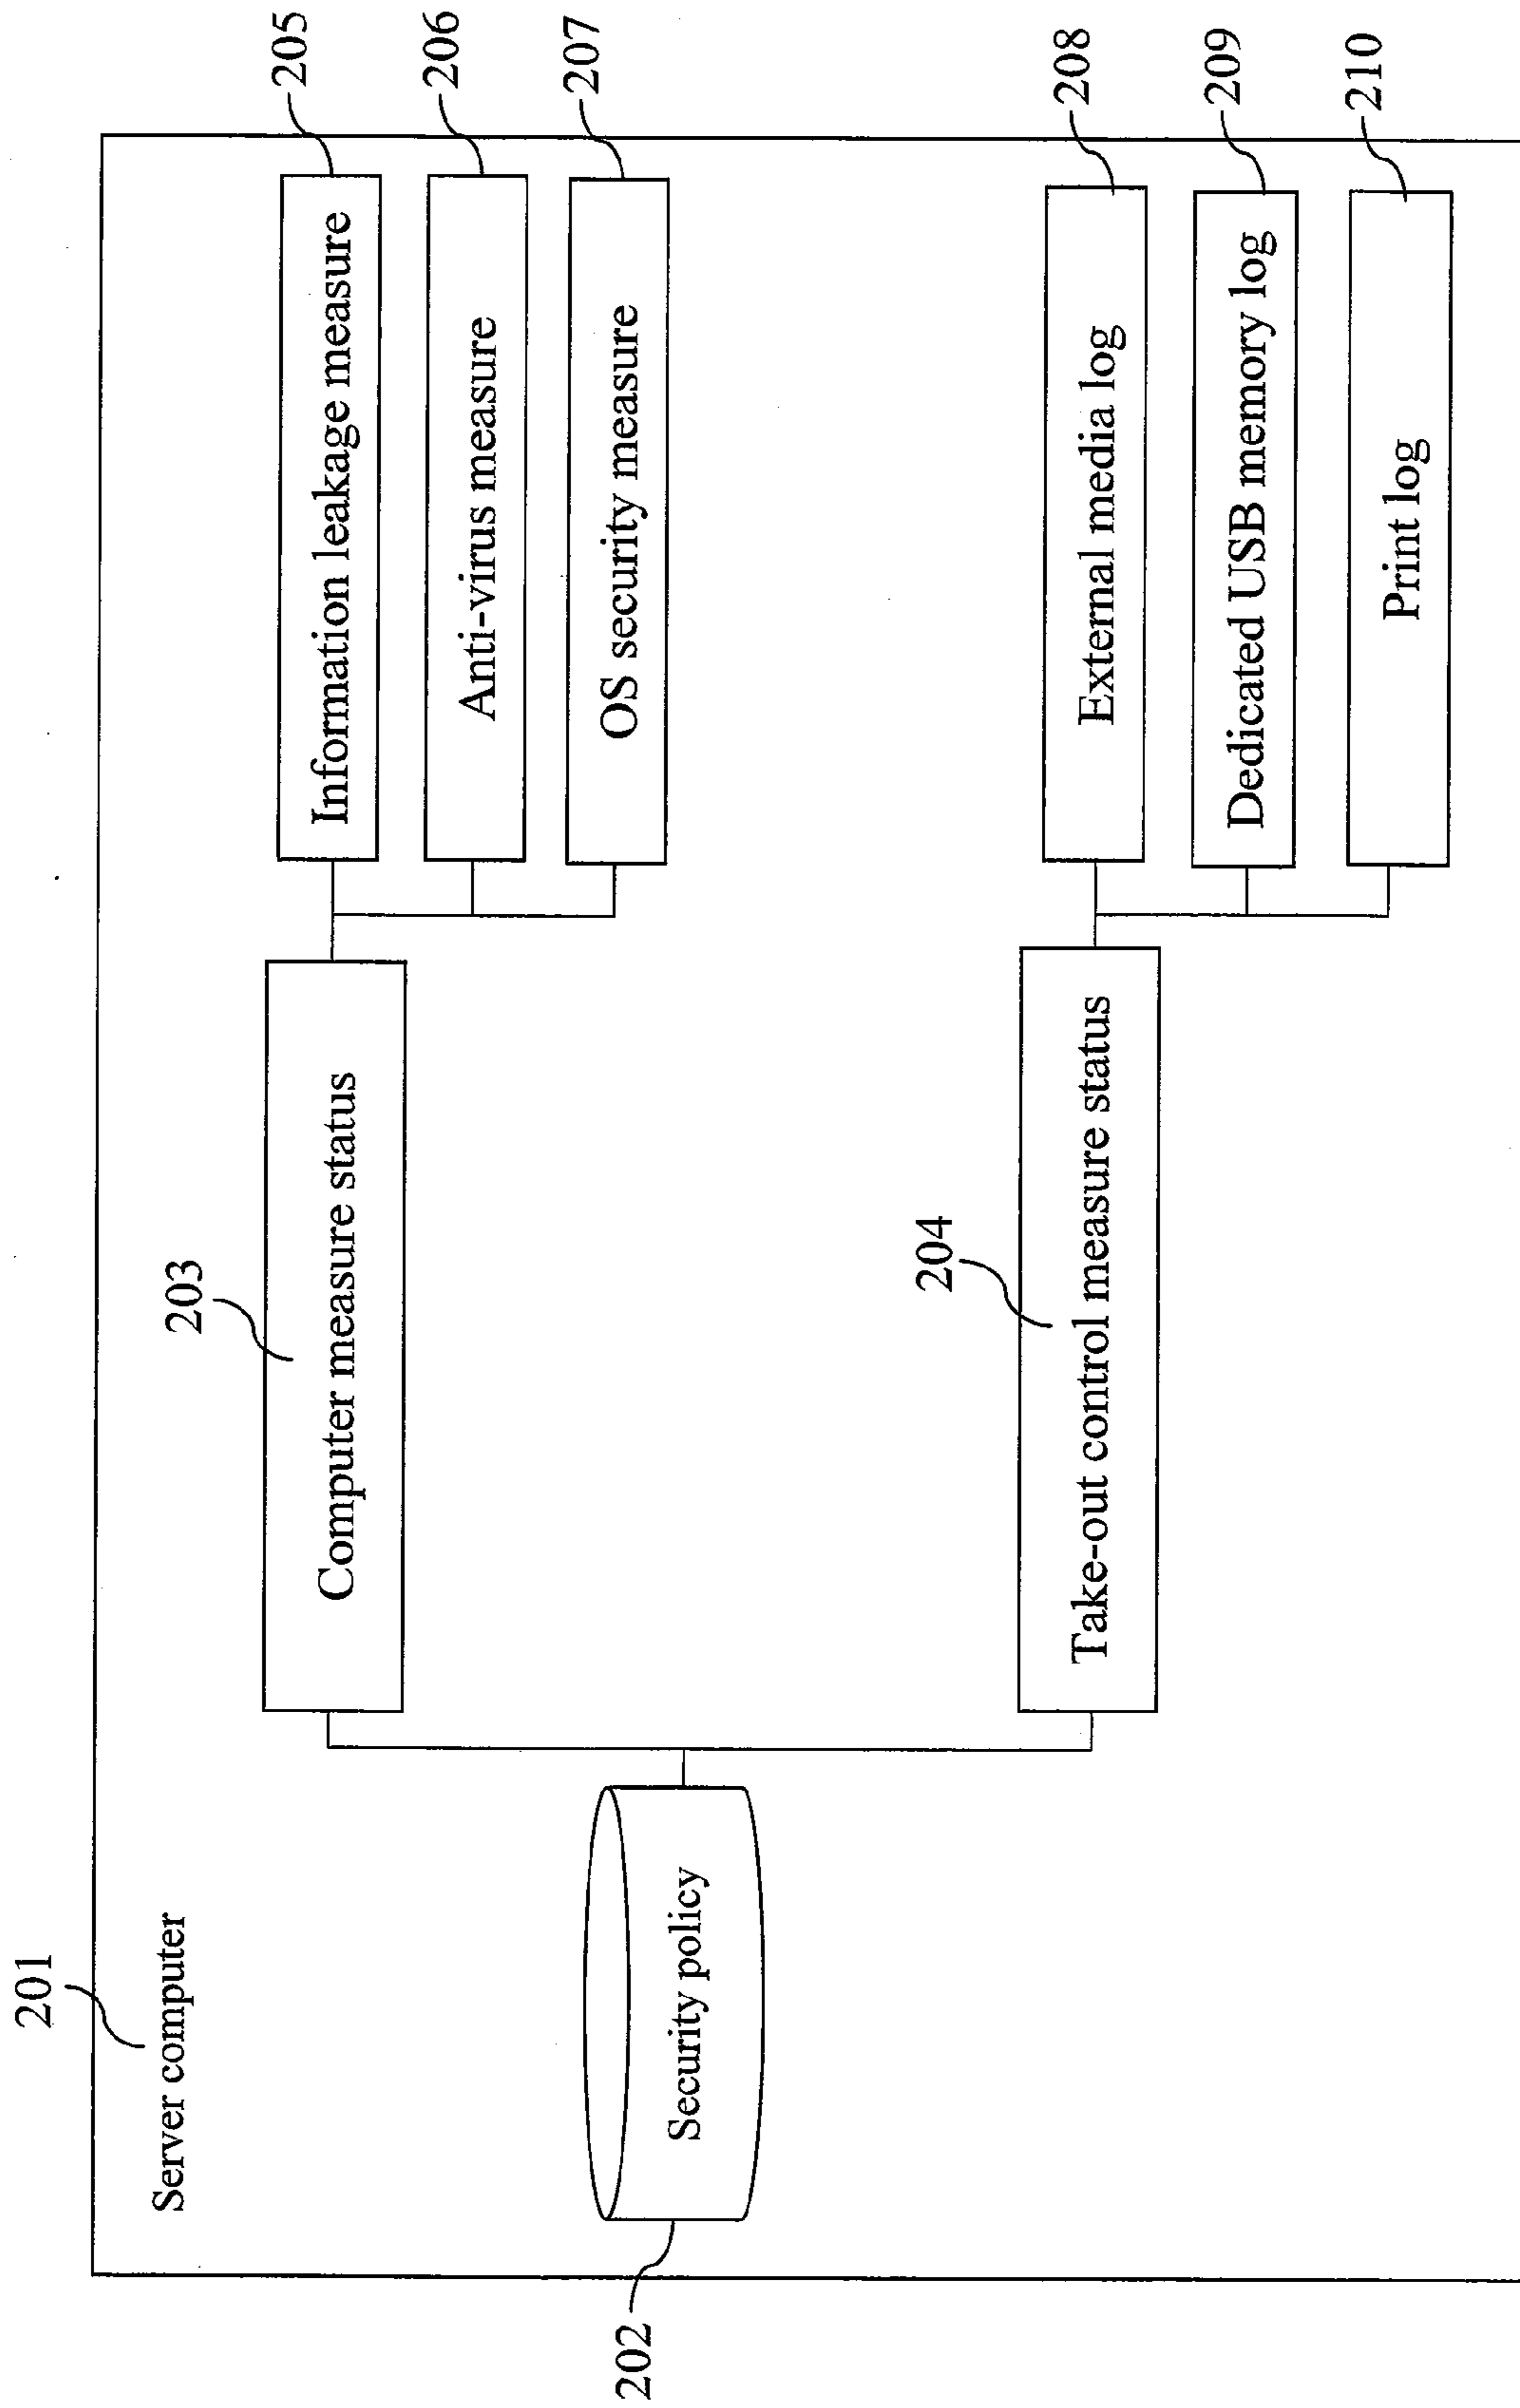 201
Server computer
202
Security policy
203
Computer measure status
204
Take-out control measure status
Information leakage measure
205
Anti-virus measure
206
OS security measure
207
External media log
208
Dedicated USB memory log
209
Print log
210